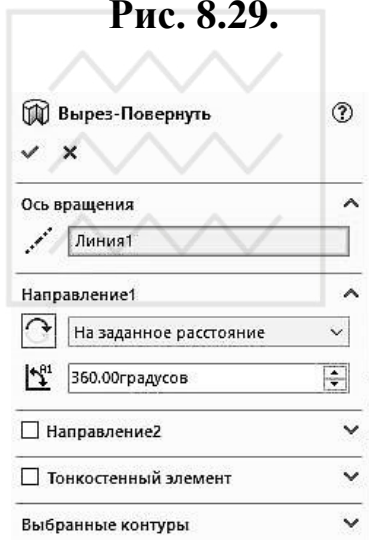 Рис. 8.29.
Вырез-Повернуть
Ось вращения
Линия1
Направление1
На заданное расстояние
A1
360.00градусов
Направление2
Тонкостенный элемент
Выбранные контуры